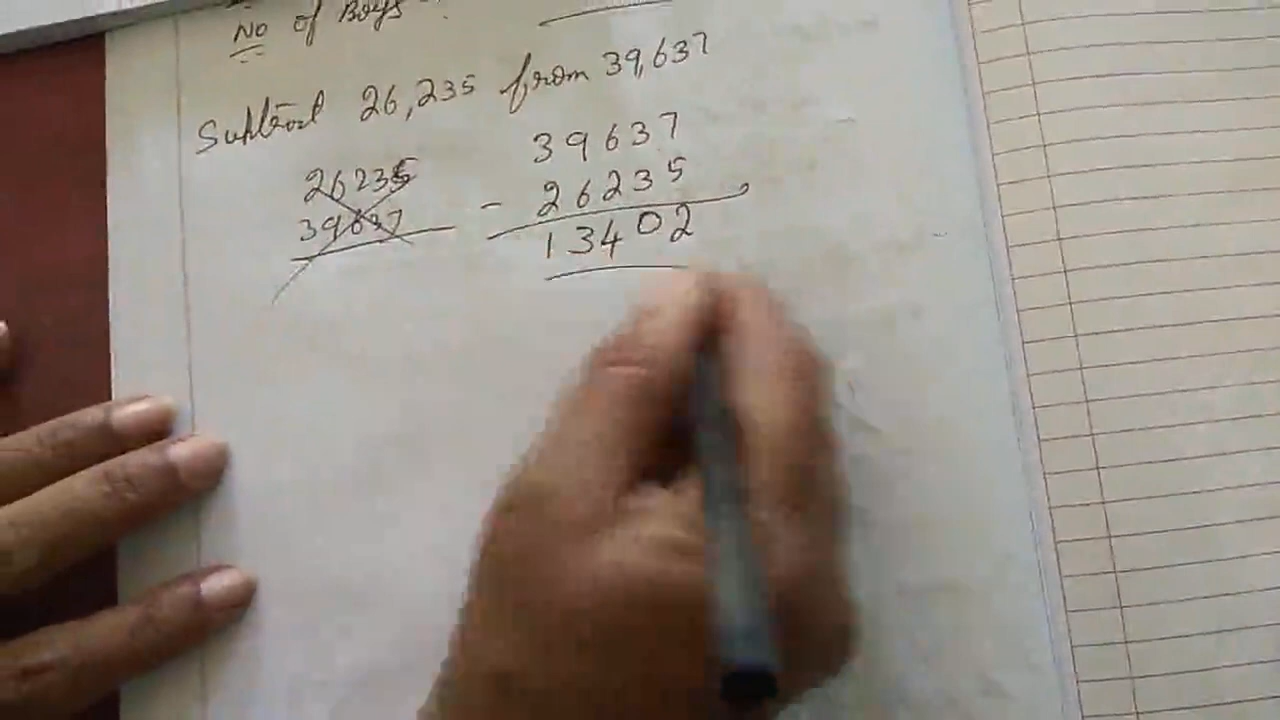 No of Boys
Subtract 26,235 from 39,637
26235
39637
39637
- 26235
13402